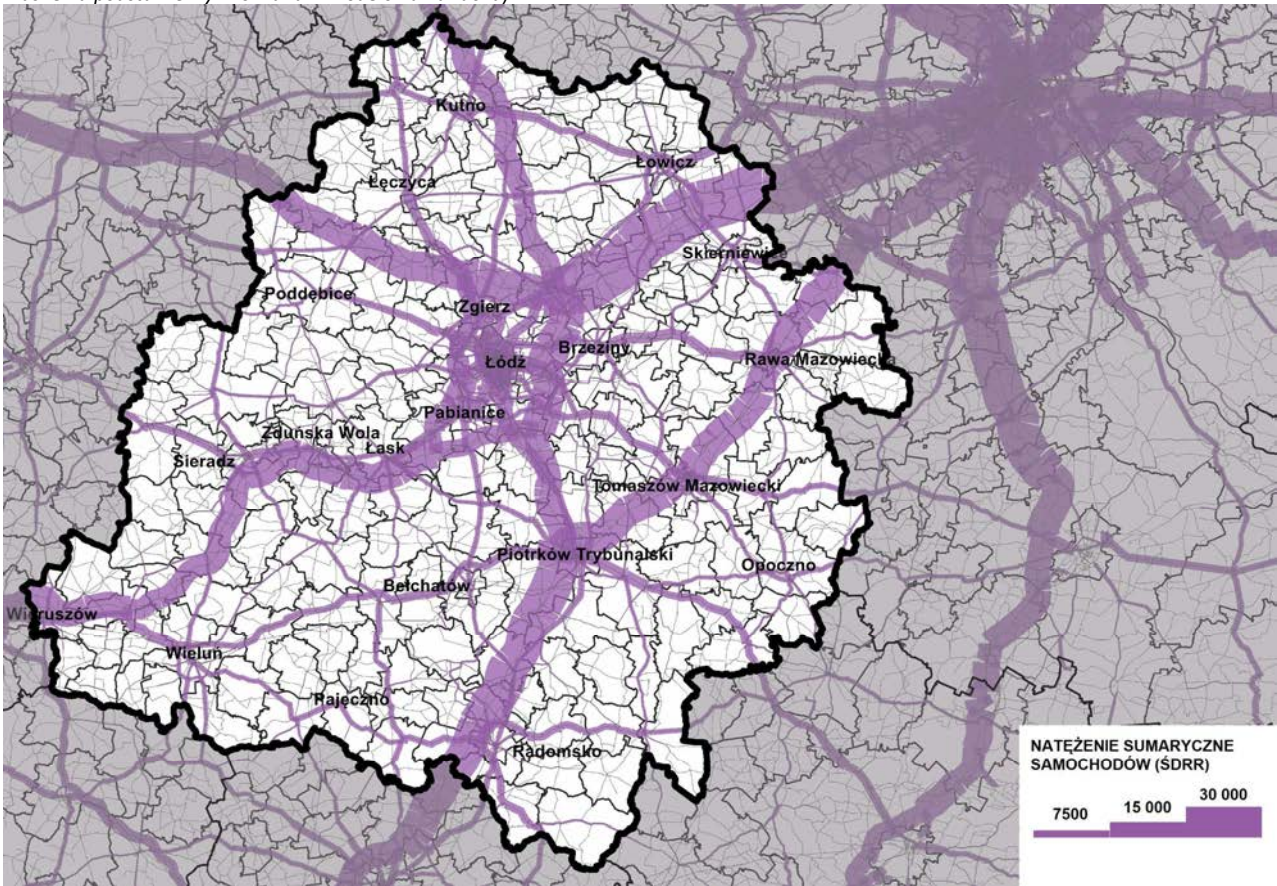 Kutno
Łowicz
Łęczyca
Skierniewice
Poddębice
Zgierz
Brzeziny
Łódź
Rawa Mazowiecka
Pabianice
Zduńska Wola
Łask
Sieradz
Tomaszów Mazowiecki
Piotrków Trybunalski
Opoczno
Bełchatów
Wieruszów
Wieluń
Pajęczno
Radomsko
NATĘŻENIE SUMARYCZNE
SAMOCHODÓW (ŚDRR)
7500 15 000 30 000